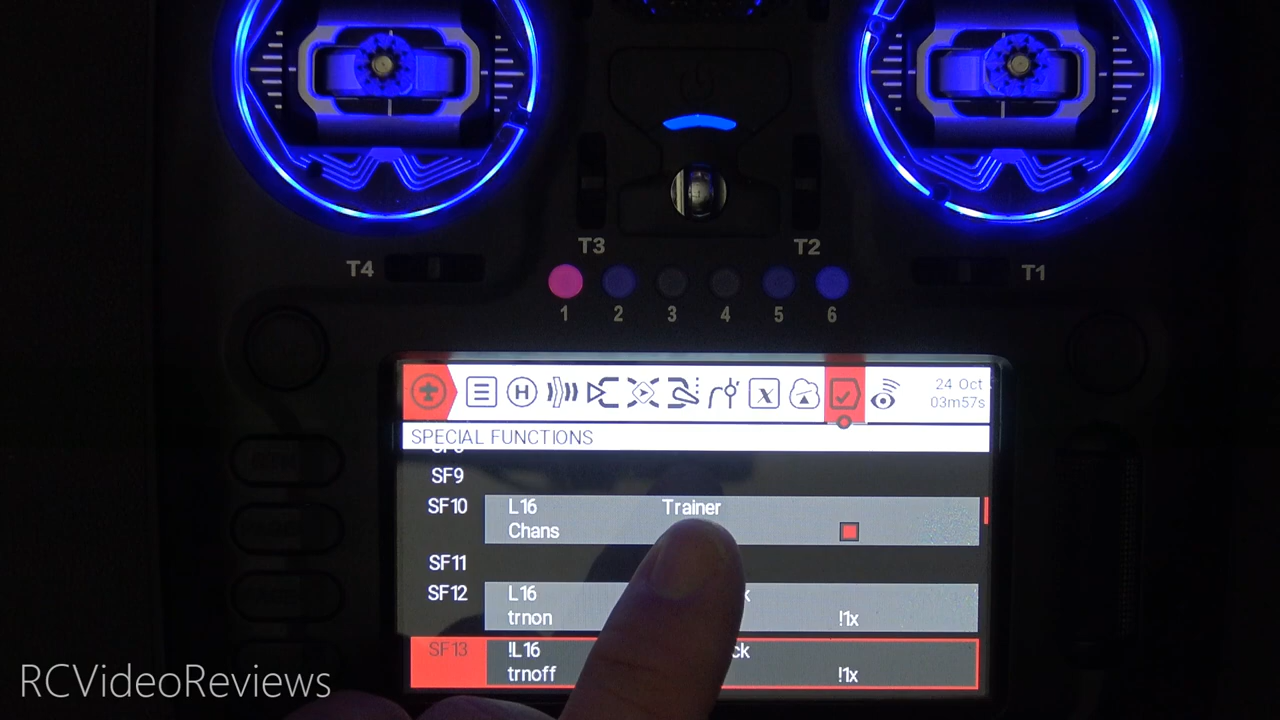 T3
T2
T4
T1
1 2 3 4 5 6
24 Oct
03m57s
SPECIAL FUNCTIONS
SF9
SF10 L16 Trainer
Chans
SF11
SF12 L16
trnon !1x
SF13 !L16
trnoff !1x
RCVideoReviews